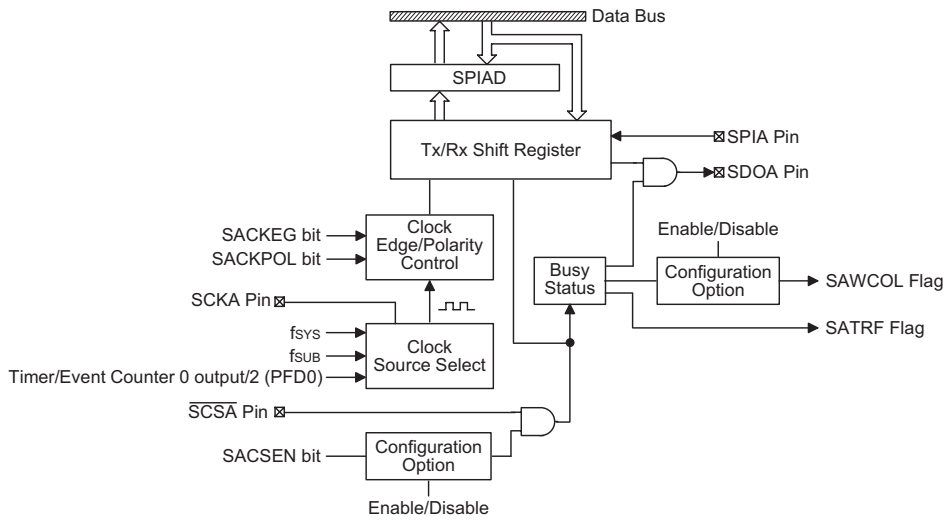 Data Bus
SPIAD
Tx/Rx Shift Register
SPIA Pin
SDOA Pin
SACKEG bit
SACKPOL bit
Clock
Edge/Polarity
Control
Enable/Disable
Busy
Status
Configuration
Option
SAWCOL Flag
SCKA Pin
SATRF Flag
fSYS
fSUB
Timer/Event Counter 0 output/2 (PFD0)
Clock
Source Select
SCSA Pin
SACSEN bit
Configuration
Option
Enable/Disable